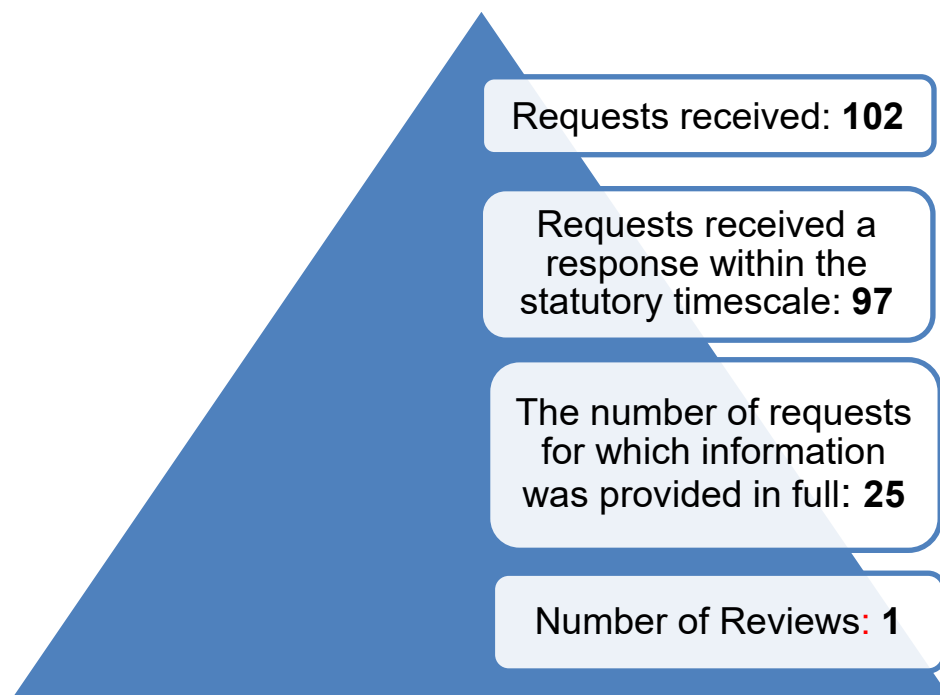 Requests received: 102
Requests received a
response within the
statutory timescale: 97
The number of requests
for which information
was provided in full: 25
Number of Reviews: 1